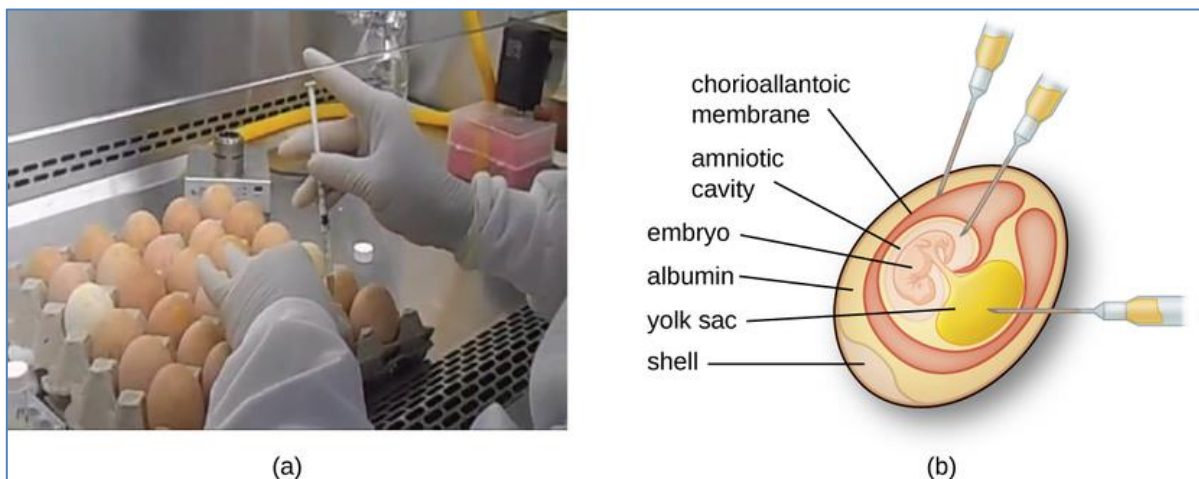 chorioallantoic
membrane
amniotic
cavity
embryo
albumin
yolk sac
shell
(a)
(b)